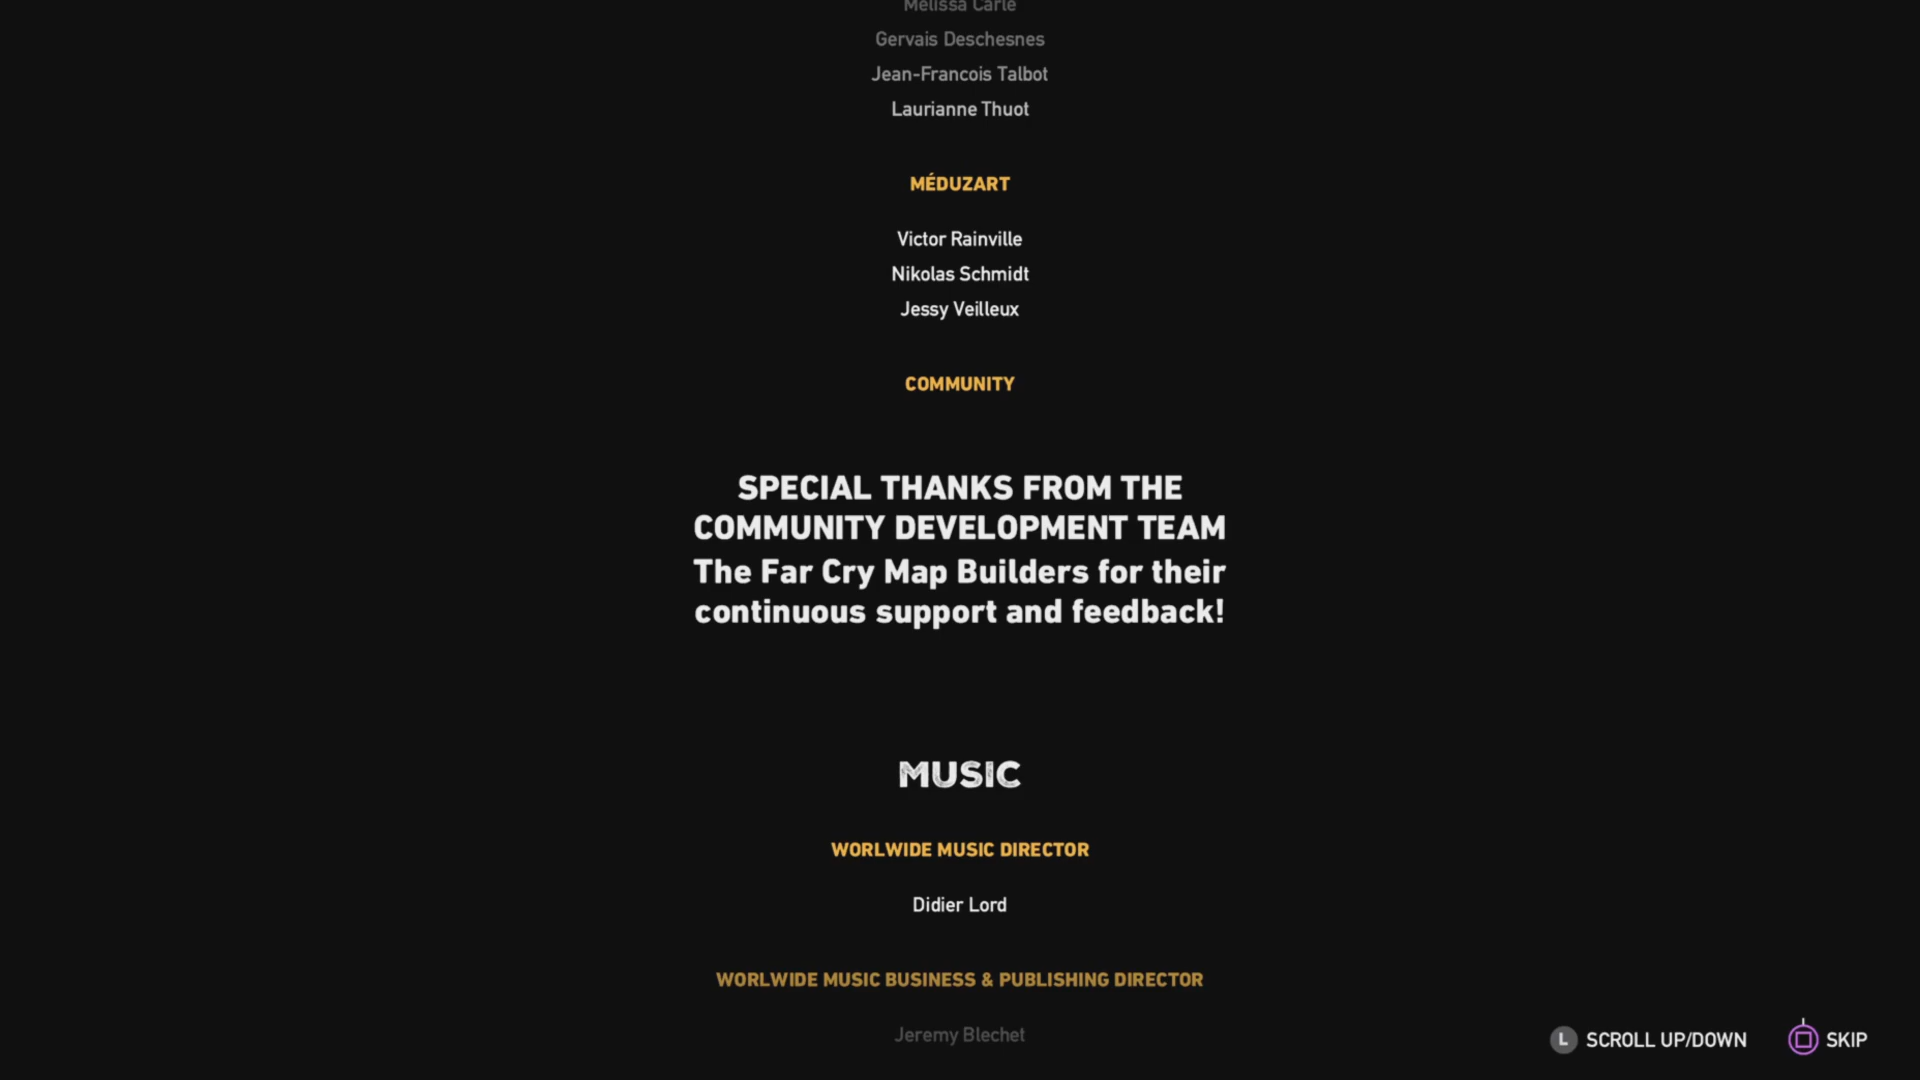 Melissa Carle
Gervais Deschesnes
Jean-Francois Talbot
Laurianne Thuot
MÉDUZART
Victor Rainville
Nikolas Schmidt
Jessy Veilleux
COMMUNITY
SPECIAL THANKS FROM THE
COMMUNITY DEVELOPMENT TEAM
The Far Cry Map Builders for their
continuous support and feedback!
MUSIC
WORLWIDE MUSIC DIRECTOR
Didier Lord
WORLWIDE MUSIC BUSINESS & PUBLISHING DIRECTOR
Jeremy Blechet
L SCROLL UP/DOWN
SKIP